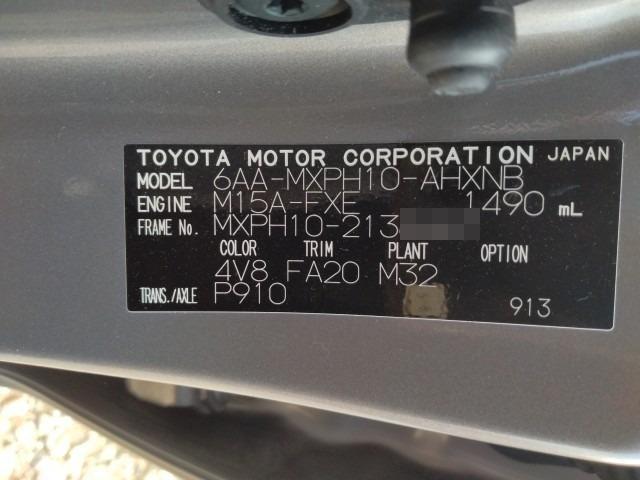 TOYOTA MOTOR CORPORATION JAPAN
MODEL 6AA-MXPH10-AHXNB
ENGINE M15A-FXE 1490 mL
FRAME No. MXPH10-213
COLOR TRIM PLANT OPTION
4V8 FA20 M32
TRANS./AXLE P910
913